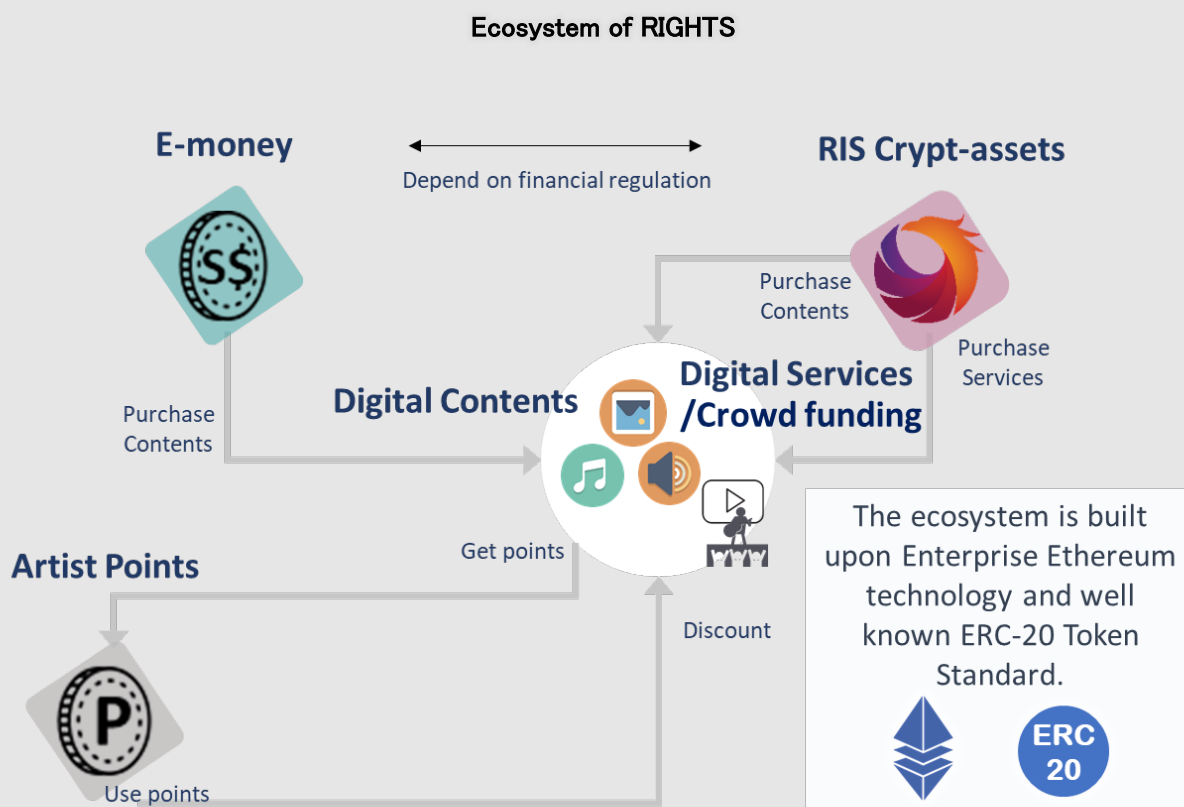 Ecosystem of RIGHTS
E-money
Depend on financial regulation
RIS Crypt-assets
S$
Purchase
Contents
Purchase
Services
Digital Contents
Digital Services
/Crowd funding
Purchase
Contents
Get points
Artist Points
Discount
P
Use points
The ecosystem is built
upon Enterprise Ethereum
technology and well
known ERC-20 Token
Standard.
ERC
20